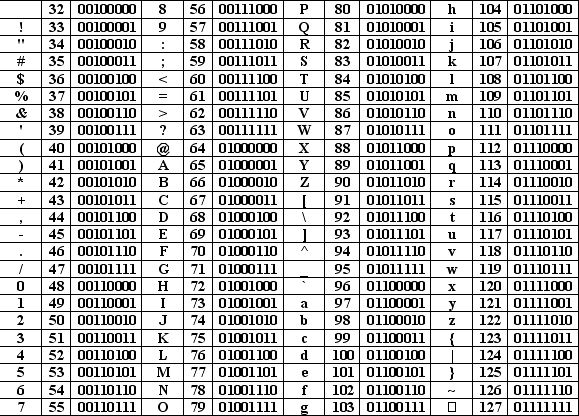 32 00100000 8 56 00111000 P 80 01010000 h 104 01101000
! 33 00100001 9 57 00111001 Q 81 01010001 i 105 01101001
" 34 00100010 : 58 00111010 R 82 01010010 j 106 01101010
# 35 00100011 ; 59 00111011 S 83 01010011 k 107 01101011
$ 36 00100100 < 60 00111100 T 84 01010100 l 108 01101100
% 37 00100101 = 61 00111101 U 85 01010101 m 109 01101101
& 38 00100110 > 62 00111110 V 86 01010110 n 110 01101110
' 39 00100111 ? 63 00111111 W 87 01010111 o 111 01101111
( 40 00101000 @ 64 01000000 X 88 01011000 p 112 01110000
) 41 00101001 A 65 01000001 Y 89 01011001 q 113 01110001
* 42 00101010 B 66 01000010 Z 90 01011010 r 114 01110010
+ 43 00101011 C 67 01000011 [ 91 01011011 s 115 01110011
, 44 00101100 D 68 01000100 \ 92 01011100 t 116 01110100
- 45 00101101 E 69 01000101 ] 93 01011101 u 117 01110101
. 46 00101110 F 70 01000110 ^ 94 01011110 v 118 01110110
/ 47 00101111 G 71 01000111 _ 95 01011111 w 119 01110111
0 48 00110000 H 72 01001000 ` 96 01100000 x 120 01111000
1 49 00110001 I 73 01001001 a 97 01100001 y 121 01111001
2 50 00110010 J 74 01001010 b 98 01100010 z 122 01111010
3 51 00110011 K 75 01001011 c 99 01100011 { 123 01111011
4 52 00110100 L 76 01001100 d 100 01100100 | 124 01111100
5 53 00110101 M 77 01001101 e 101 01100101 } 125 01111101
6 54 00110110 N 78 01001110 f 102 01100110 ~ 126 01111110
7 55 00110111 O 79 01001111 g 103 01100111 □ 127 01111111